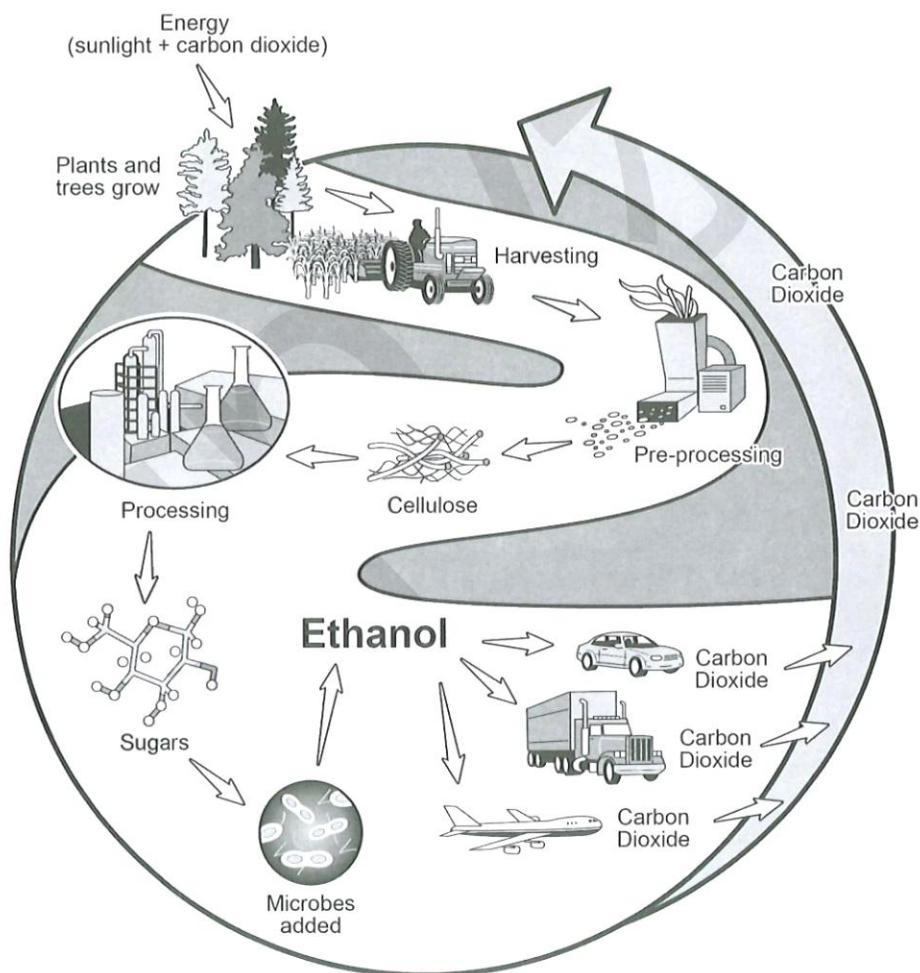 Energy
(sunlight + carbon dioxide)
Plants and
trees grow
Harvesting
Carbon
Dioxide
Pre-processing
Cellulose
Processing
Carbon
Dioxide
Ethanol
Carbon
Dioxide
Sugars
Carbon
Dioxide
Carbon
Dioxide
Microbes
added